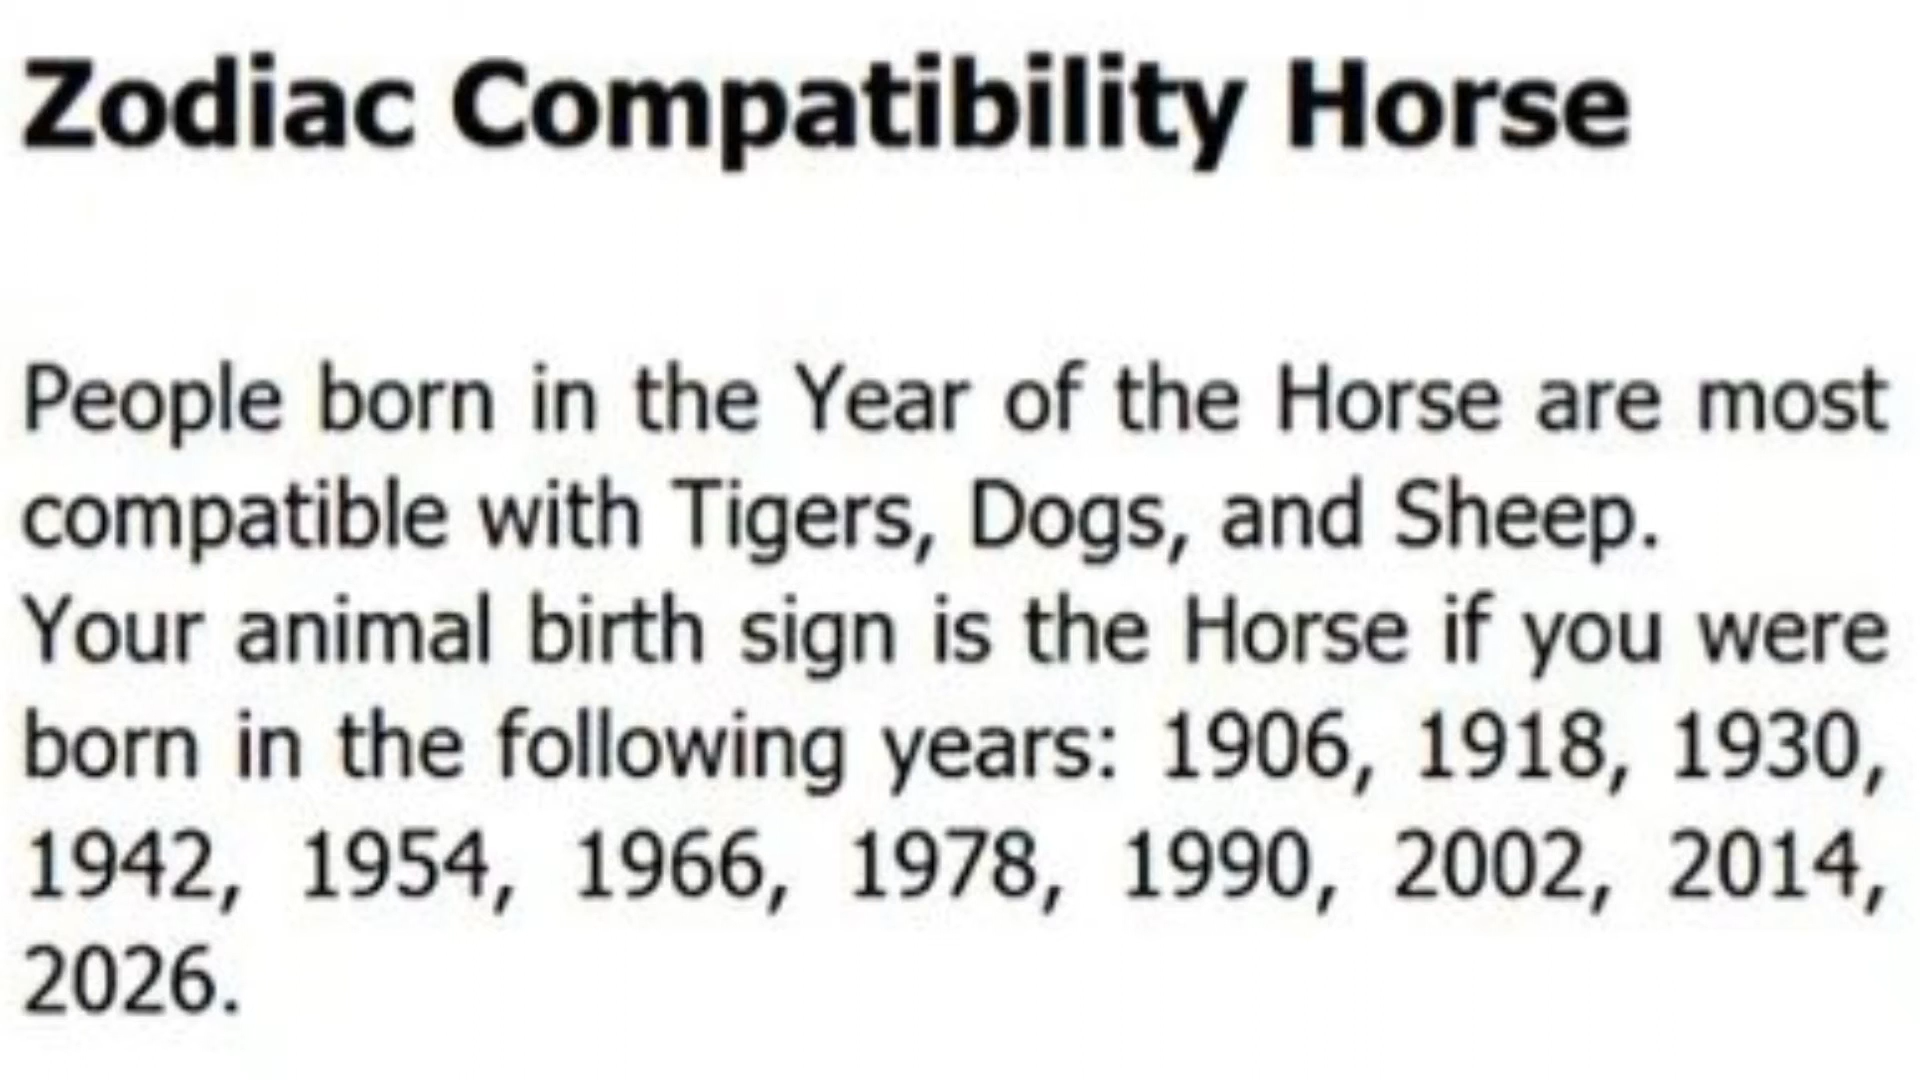 Zodiac Compatibility Horse
People born in the Year of the Horse are most
compatible with Tigers, Dogs, and Sheep.
Your animal birth sign is the Horse if you were
born in the following years: 1906, 1918, 1930,
1942, 1954, 1966, 1978, 1990, 2002, 2014,
2026.